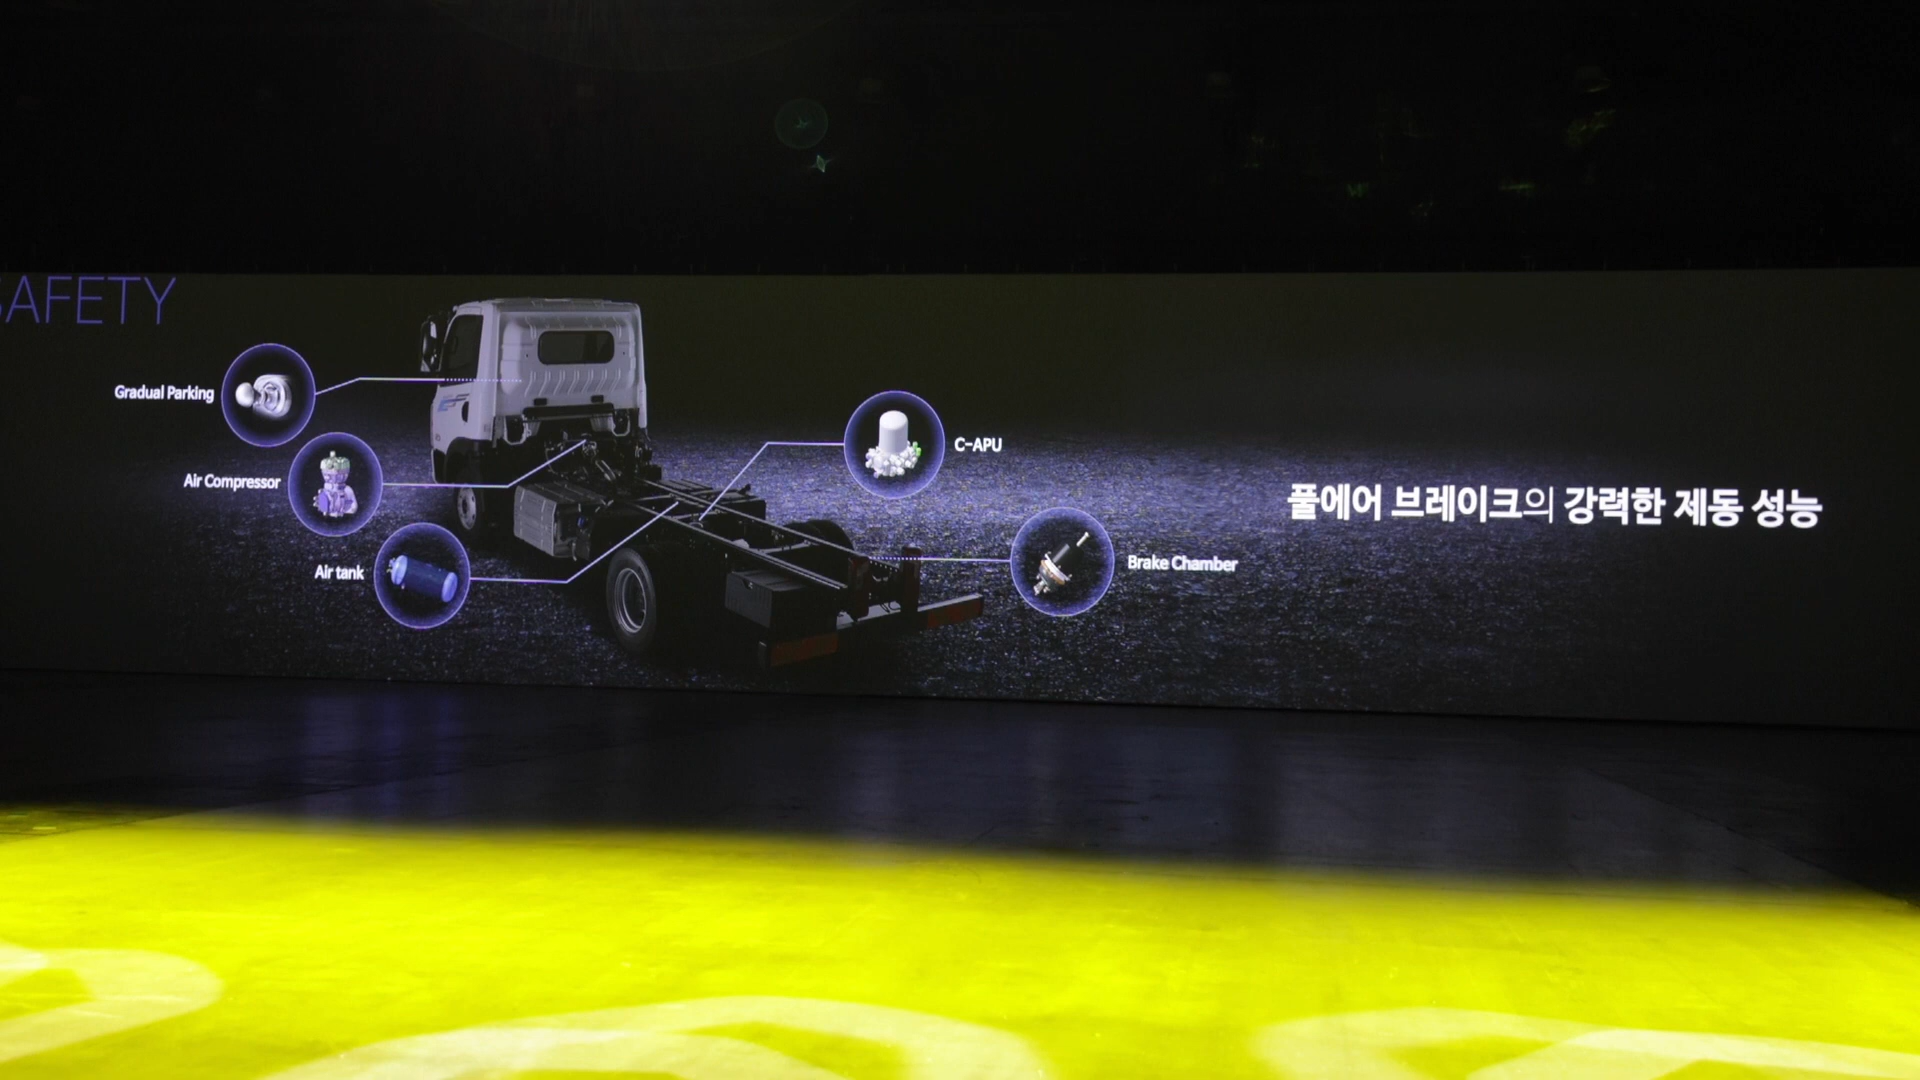 SAFETY
Gradual Parking
Air Compressor
Air tank
C-APU
Brake Chamber
풀에어 브레이크의 강력한 제동 성능